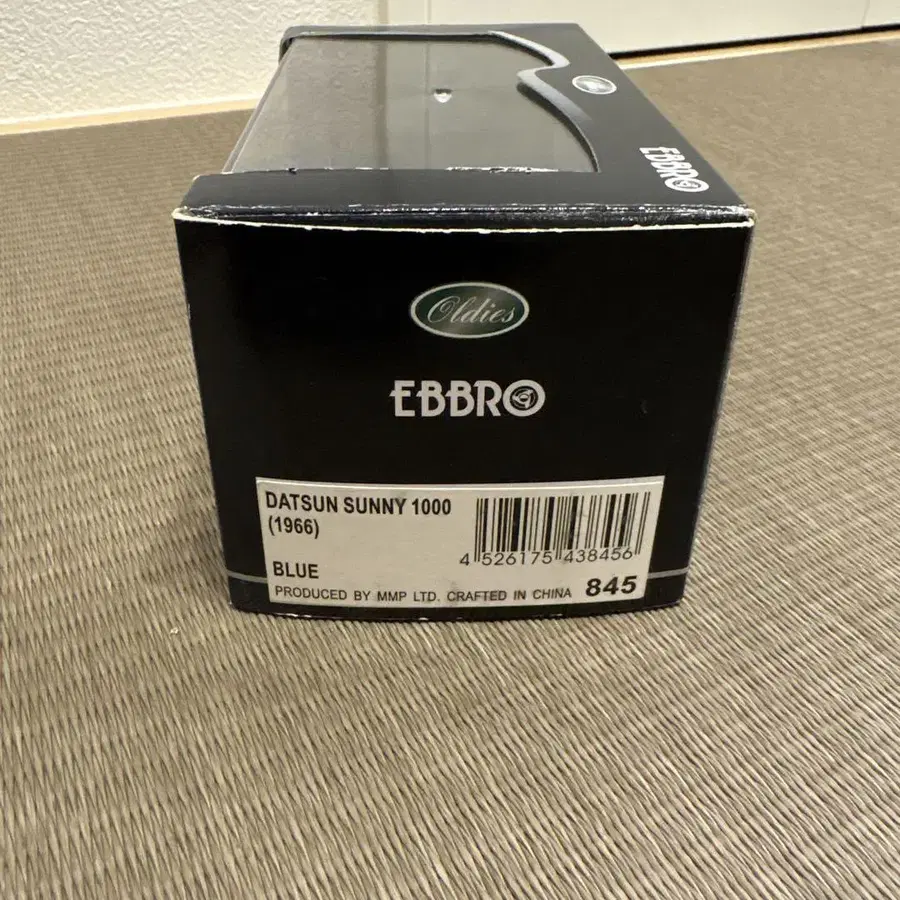 EBBRO
Oldies
EBBRO
DATSUN SUNNY 1000
(1966)
BLUE
4 526175 438456
PRODUCED BY MMP LTD. CRAFTED IN CHINA 845